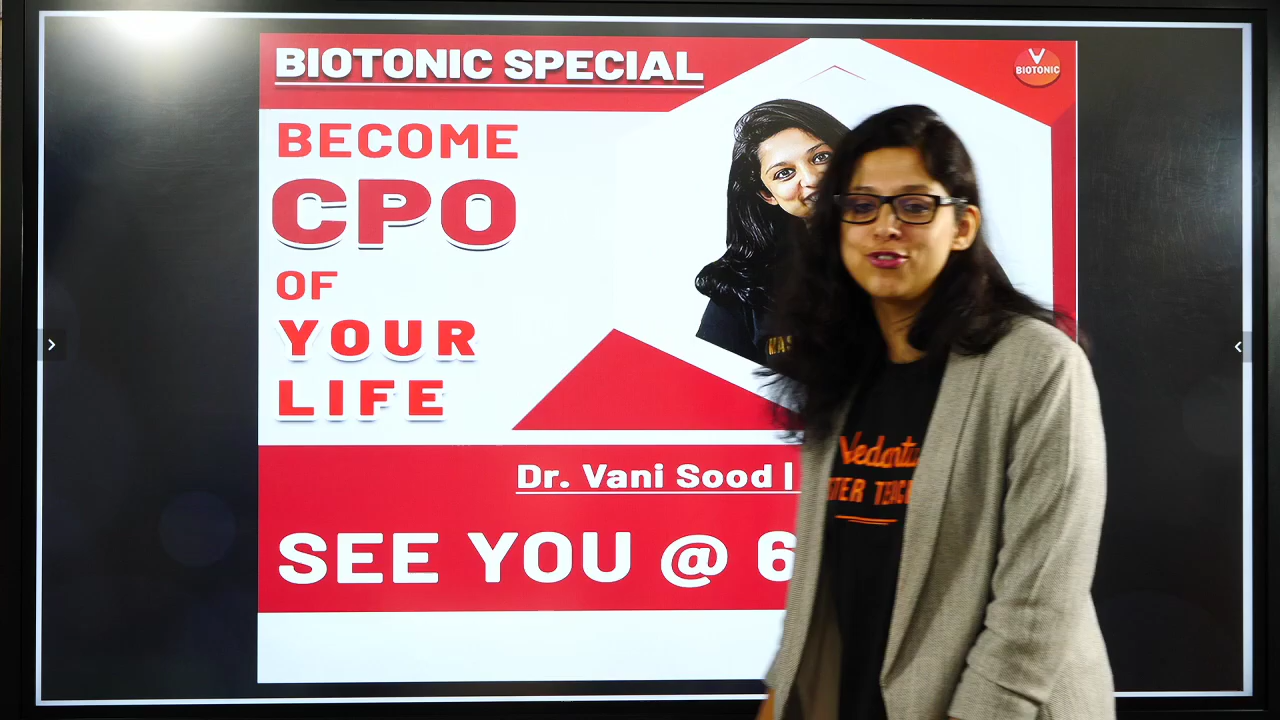 BIOTONIC SPECIAL
BIOTONIC
BECOME
CPO
OF
YOUR
LIFE
Dr. Vani Sood |
SEE YOU @ 6
Vedantu